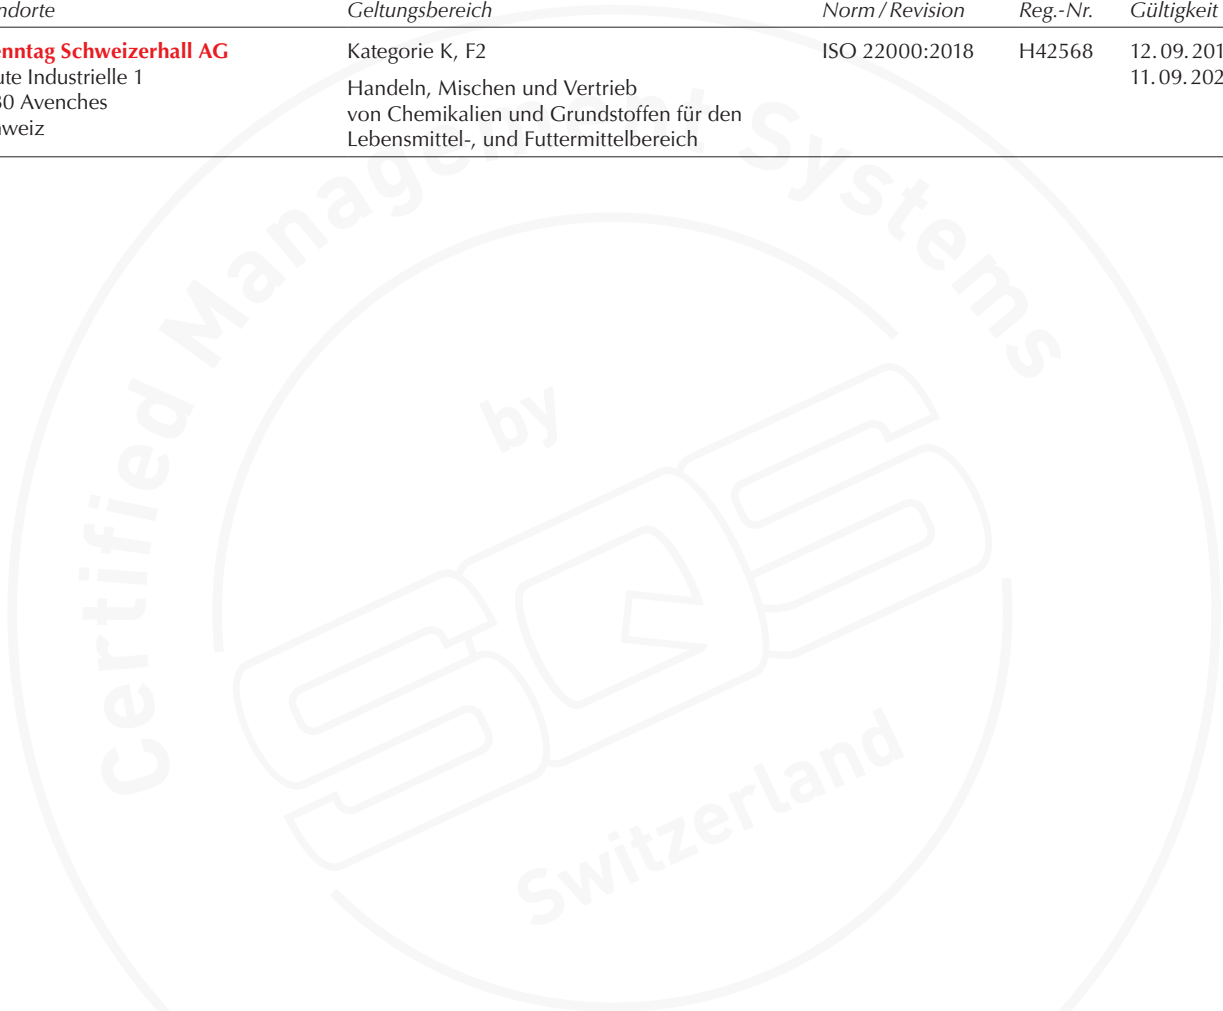 ndorte Geltungsbereich Norm / Revision Reg.-Nr. Gültigkeit
enntag Schweizerhall AG Kategorie K, F2 ISO 22000:2018 H42568 12.09.201
ute Industrielle 1 11.09.202
30 Avenches
weiz
Handeln, Mischen und Vertrieb
von Chemikalien und Grundstoffen für den
Lebensmittel-, und Futtermittelbereich
Certified Management Systems
by
SQS
Switzerland